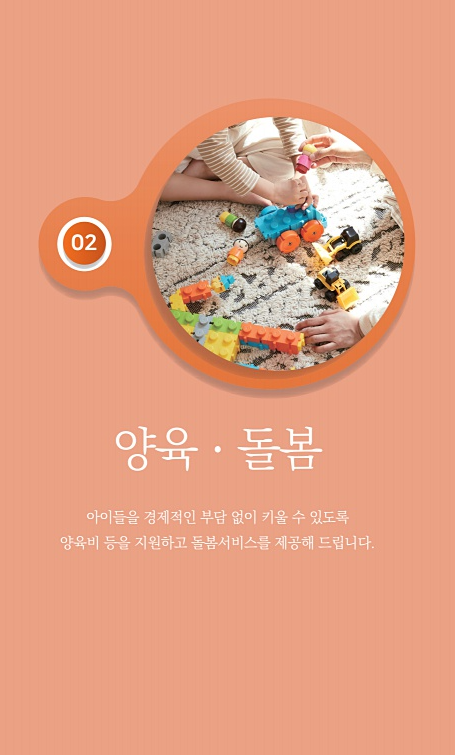 02
양육 · 돌봄
아이들을 경제적인 부담 없이 키울 수 있도록
양육비 등을 지원하고 돌봄서비스를 제공해 드립니다.